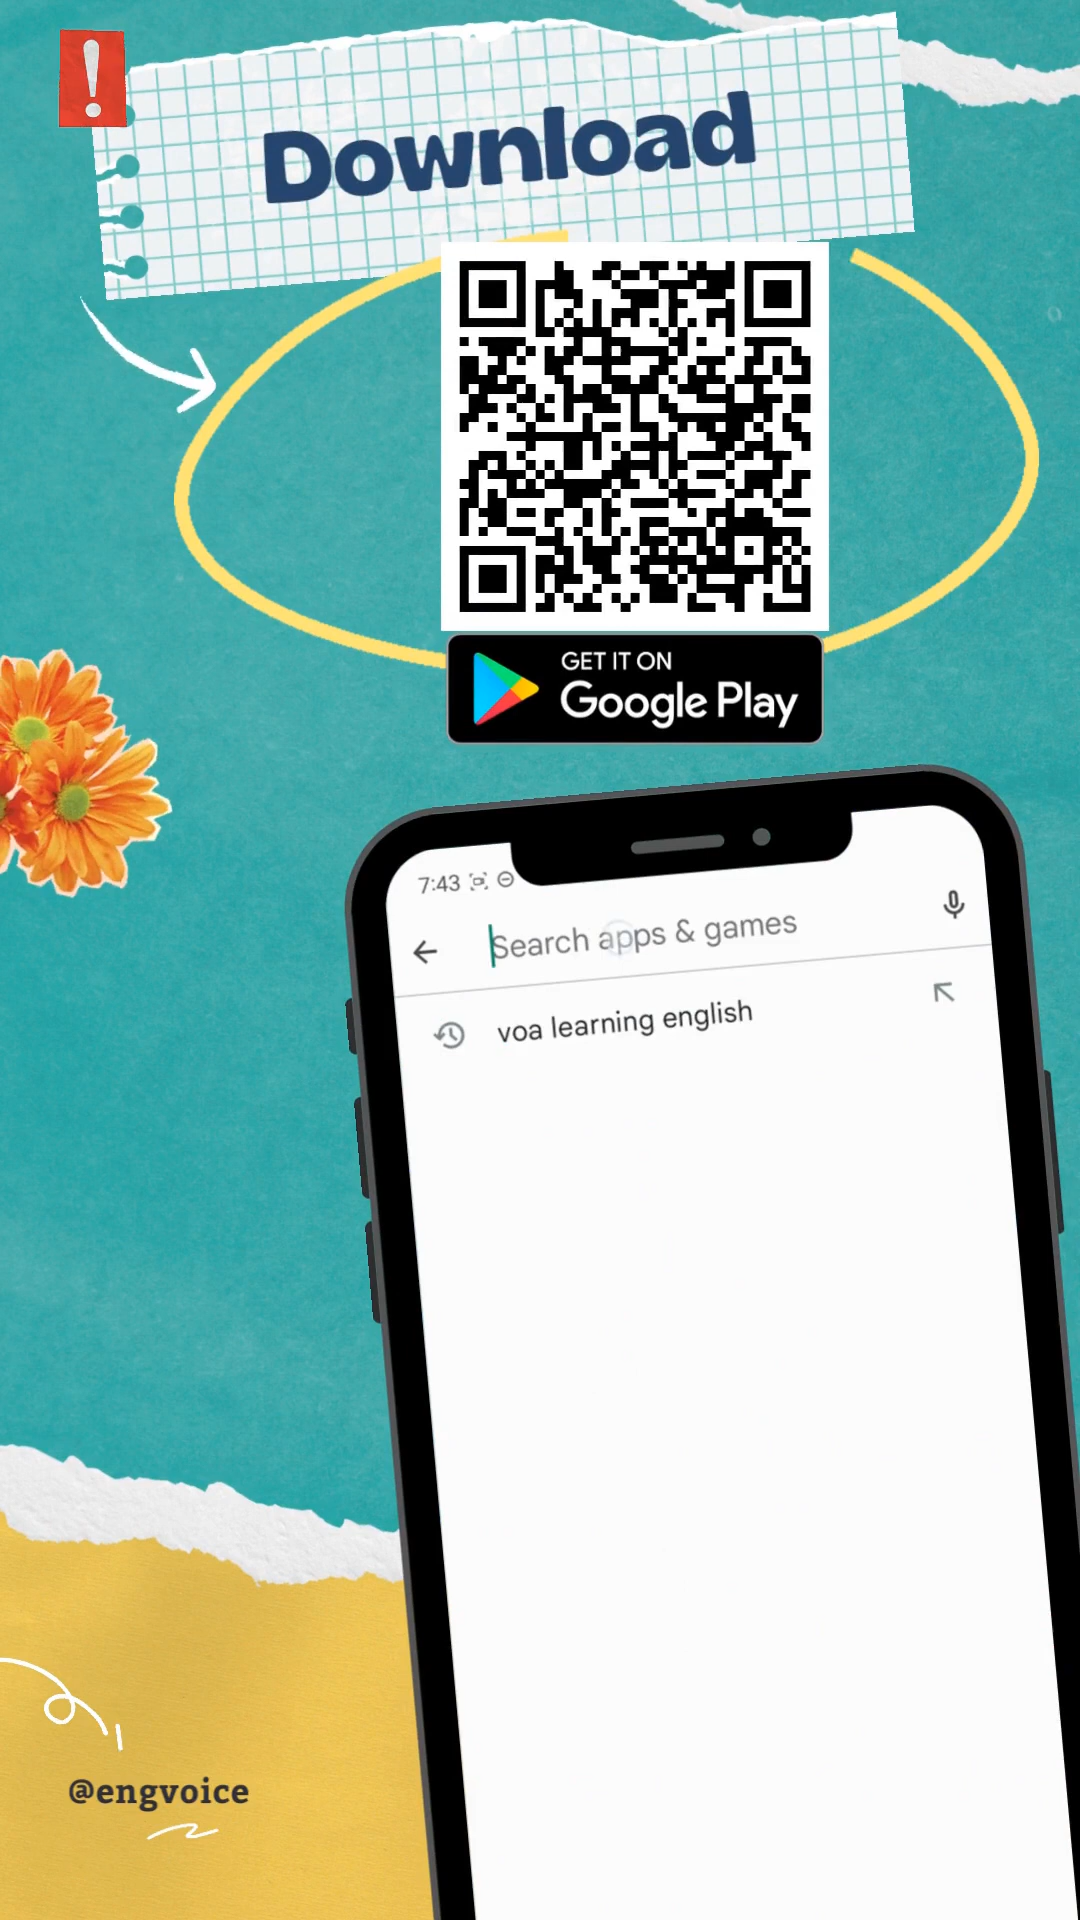 Download
GET IT ON
Google Play
7:43
Search apps & games
voa learning english
@engvoice